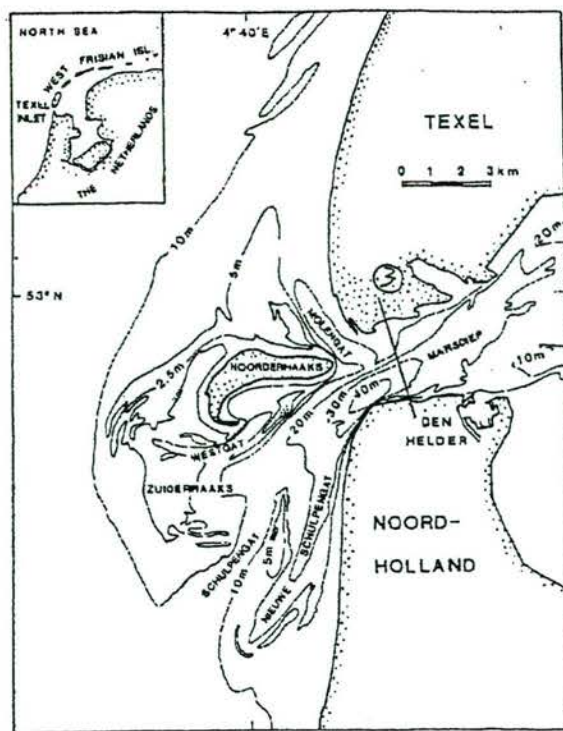 NORTH SEA
WEST FRISIAN ISL
TEXEL
INLET
THE NETHERLANDS
4° 40' E
TEXEL
0 1 2 3 km
10m
5m
20m
53° N
MOLENGAT
MARSDIEP
NOORDERHAAKS
2,5m
10m
40m
30m
20m
DEN
HELDER
WESTGAT
ZUIDERHAAKS
SCHULPENGAT
NOORD-
HOLLAND
5m
SCHULPENGAT
10m
NIEUWE